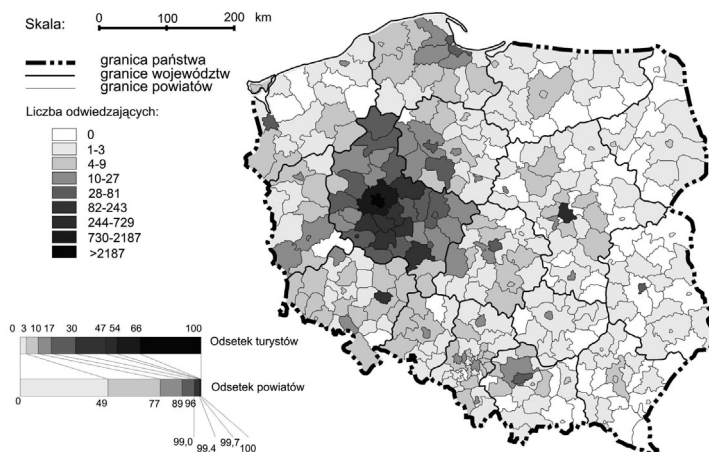 Skala:
0 100 200 km
granica państwa
granice województw
granice powiatów
Liczba odwiedzających:
0
1-3
4-9
10-27
28-81
82-243
244-729
730-2187
>2187
0 3 10 17 30 47 54 66 100
Odsetek turystów
Odsetek powiatów
0 49 77 89 96
99,0 99,4 99,7 100